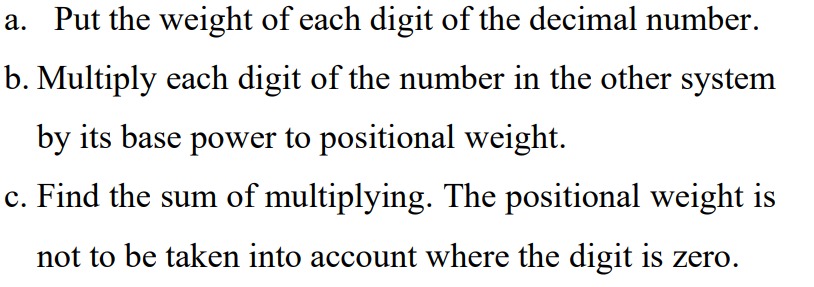 a. Put the weight of each digit of the decimal number.
b. Multiply each digit of the number in the other system
by its base power to positional weight.
c. Find the sum of multiplying. The positional weight is
not to be taken into account where the digit is zero.